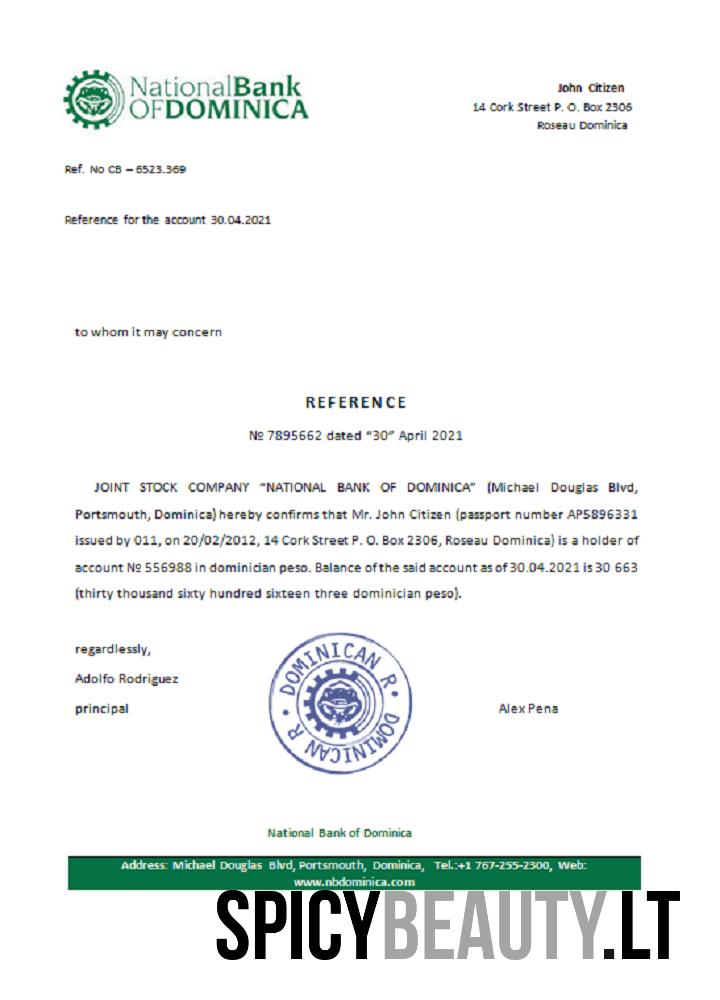 NationalBank
OFDOMINICA
John Citizen
14 Cork Street P. O. Box 2306
Roseau Dominica
Ref. No CB – 6523.369
Reference for the account 30.04.2021
to whom it may concern
REFERENCE
№ 7895662 dated “30” April 2021
JOINT STOCK COMPANY “NATIONAL BANK OF DOMINICA” (Michael Douglas Blvd,
Portsmouth, Dominica) hereby confirms that Mr. John Citizen (passport number AP5896331
issued by 011, on 20/02/2012, 14 Cork Street P. O. Box 2306, Roseau Dominica) is a holder of
account № 556988 in dominician peso. Balance of the said account as of 30.04.2021 is 30 663
(thirty thousand sixty hundred sixteen three dominician peso).
regardlessly,
Adolfo Rodriguez
principal
DOMINICAN R •
DOMINICAN R •
Alex Pena
National Bank of Dominica
Address: Michael Douglas Blvd, Portsmouth, Dominica, Tel.:+1 767-255-2300, Web:
www.nbdominica.com
SPICYBEAUTY.LT